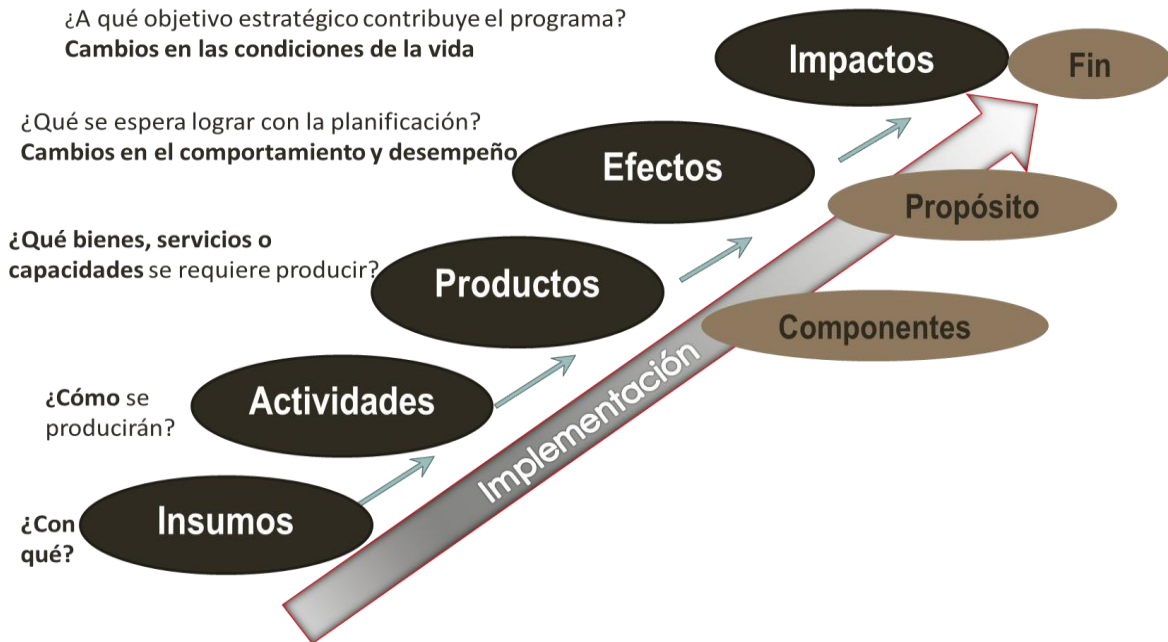 ¿A qué objetivo estratégico contribuye el programa?
Cambios en las condiciones de la vida
Impactos
Fin
¿Qué se espera lograr con la planificación?
Cambios en el comportamiento y desempeño
Efectos
Propósito
¿Qué bienes, servicios o
capacidades se requiere producir?
Productos
Componentes
¿Cómo se
producirán?
Actividades
Implementación
¿Con
qué?
Insumos